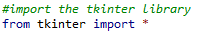 #import the tkinter library
from tkinter import *